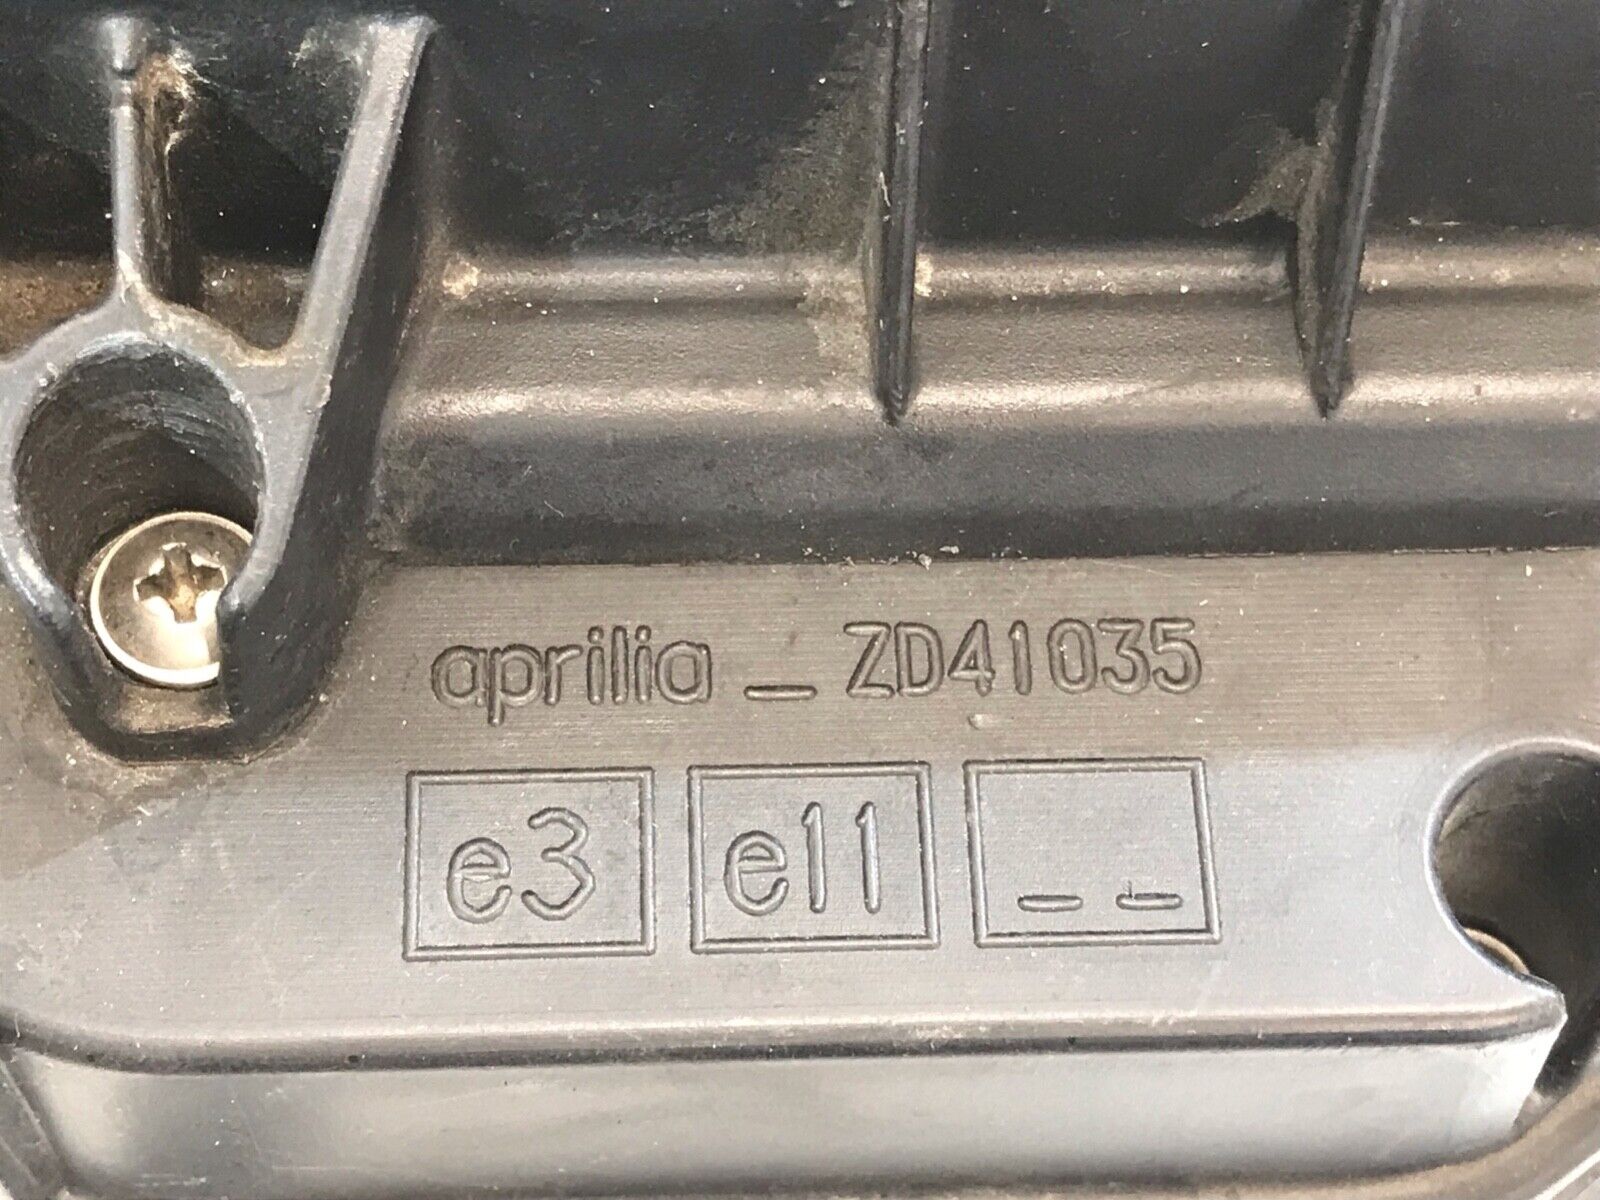 aprilia _ ZD41035
e3 e11 _ _